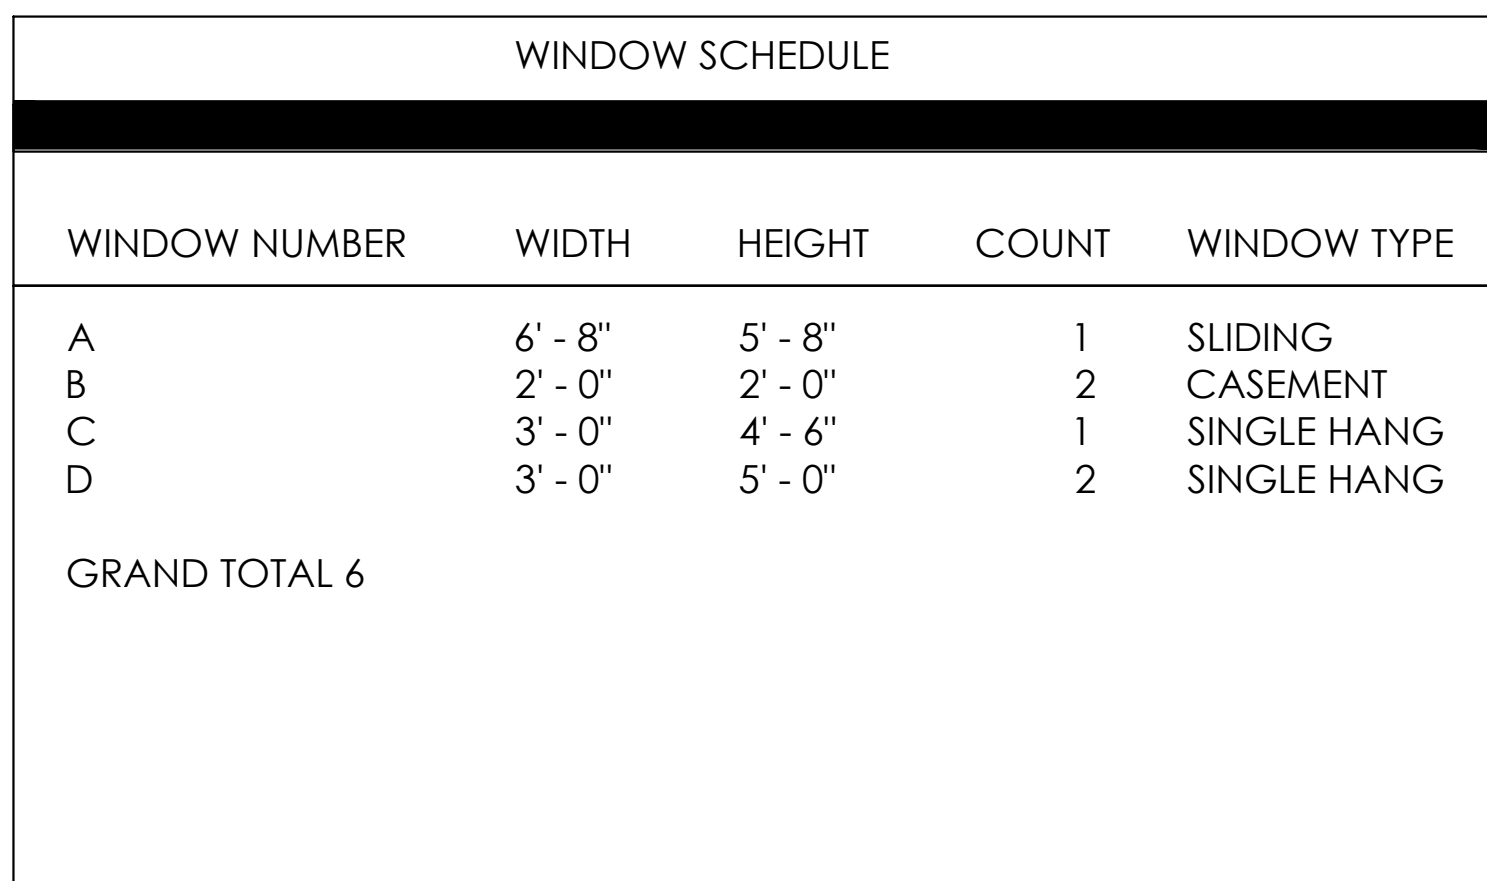 WINDOW SCHEDULE
WINDOW NUMBER WIDTH HEIGHT COUNT WINDOW TYPE
A 6' - 8" 5' - 8" 1 SLIDING
B 2' - 0" 2' - 0" 2 CASEMENT
C 3' - 0" 4' - 6" 1 SINGLE HANG
D 3' - 0" 5' - 0" 2 SINGLE HANG
GRAND TOTAL 6